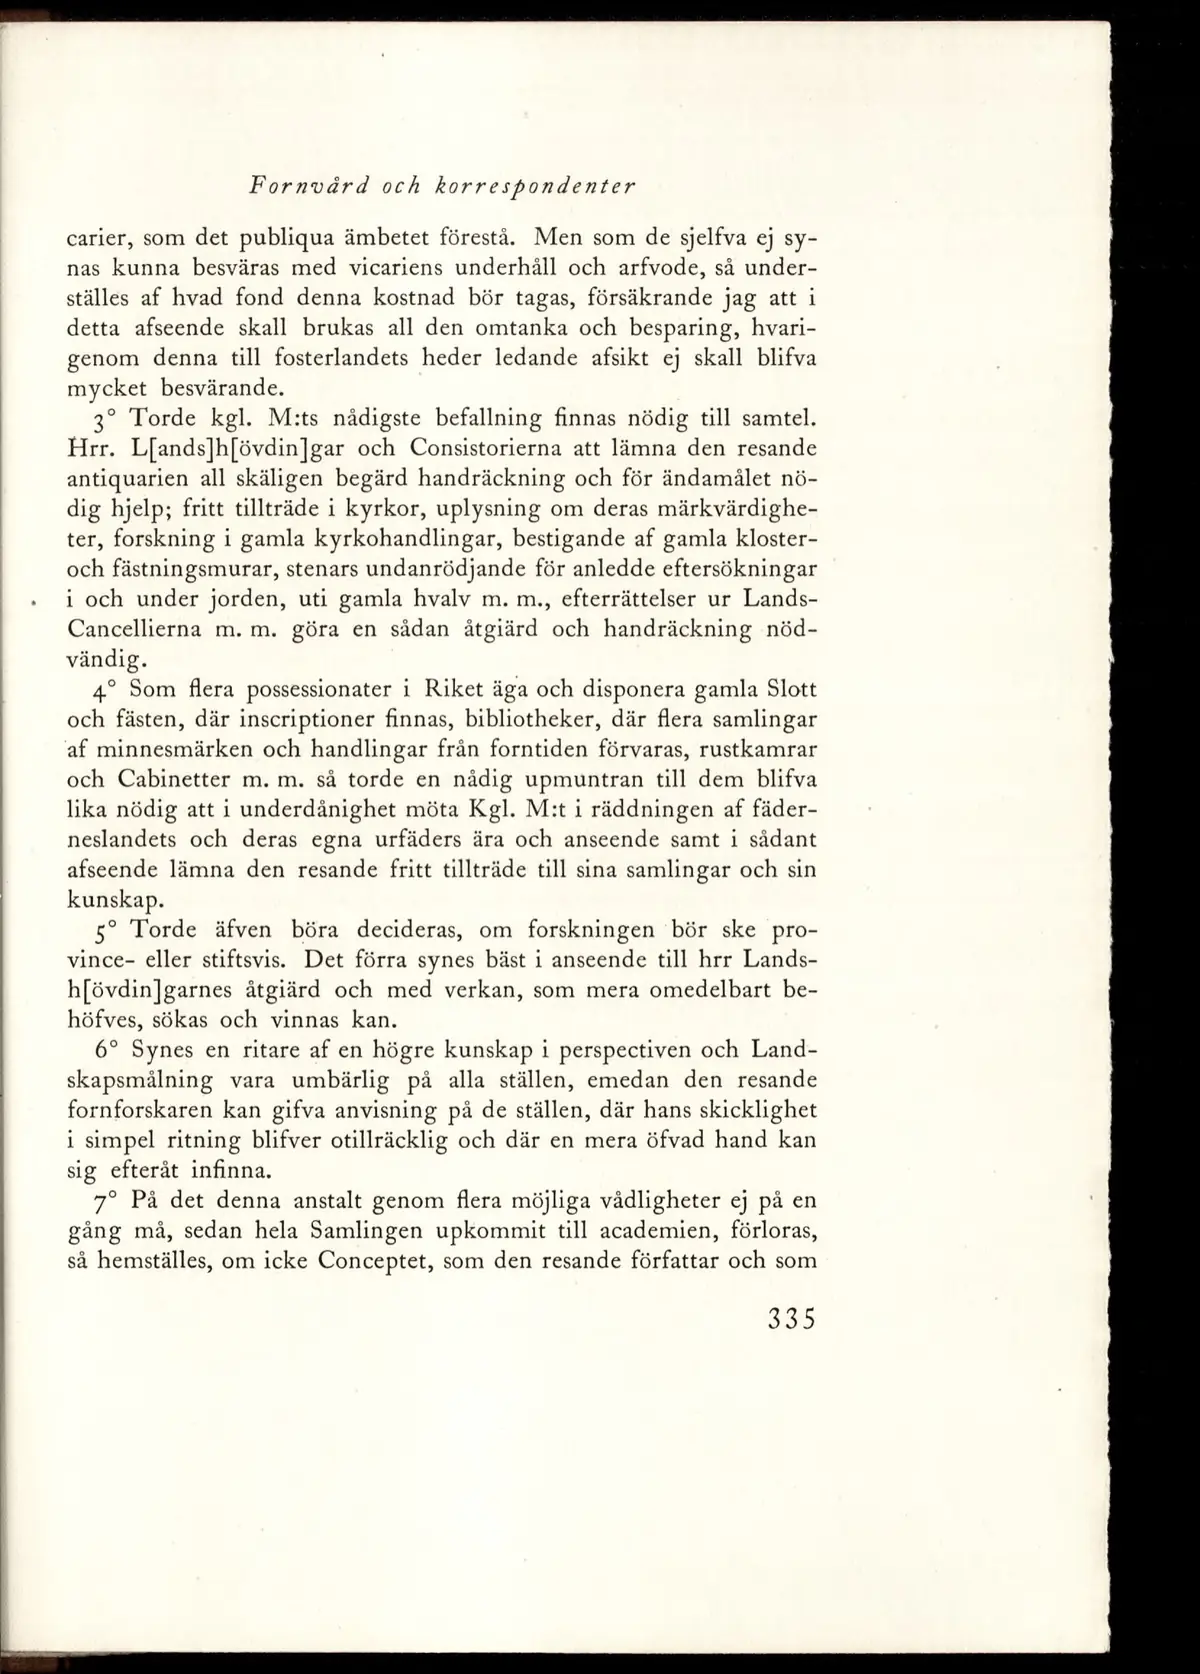 Fornvård och korrespondenter
carier, som det publiqua ämbetet förestå. Men som de sjelfva ej sy-
nas kunna besväras med vicariens underhåll och arfvode, så under-
ställes af hvad fond denna kostnad bör tagas, försäkrande jag att i
detta afseende skall brukas all den omtanka och besparing, hvari-
genom denna till fosterlandets heder ledande afsikt ej skall blifva
mycket besvärande.
3° Torde kgl. M:ts nådigste befallning finnas nödig till samtel.
Hrr. L[ands]h[övdin]gar och Consistorierna att lämna den resande
antiquarien all skäligen begärd handräckning och för ändamålet nö-
dig hjelp; fritt tillträde i kyrkor, uplysning om deras märkvärdighe-
ter, forskning i gamla kyrkohandlingar, bestigande af gamla kloster-
och fästningsmurar, stenars undanrödjande för anledde eftersökningar
i och under jorden, uti gamla hvalv m. m., efterrättelser ur Lands-
Cancellierna m. m. göra en sådan åtgiärd och handräckning nöd-
vändig.
4° Som flera possessionater i Riket äga och disponera gamla Slott
och fästen, där inscriptioner finnas, bibliotheker, där flera samlingar
af minnesmärken och handlingar från forntiden förvaras, rustkamrar
och Cabinetter m. m. så torde en nådig upmuntran till dem blifva
lika nödig att i underdånighet möta Kgl. M:t i räddningen af fäder-
neslandets och deras egna urfäders ära och anseende samt i sådant
afseende lämna den resande fritt tillträde till sina samlingar och sin
kunskap.
5° Torde äfven böra decideras, om forskningen bör ske pro-
vince- eller stiftsvis. Det förra synes bäst i anseende till hrr Lands-
h[övdin]garnes åtgiärd och med verkan, som mera omedelbart be-
höfves, sökas och vinnas kan.
6° Synes en ritare af en högre kunskap i perspectiven och Land-
skapsmålning vara umbärlig på alla ställen, emedan den resande
fornforskaren kan gifva anvisning på de ställen, där hans skicklighet
i simpel ritning blifver otillräcklig och där en mera öfvad hand kan
sig efteråt infinna.
7° På det denna anstalt genom flera möjliga vådligheter ej på en
gång må, sedan hela Samlingen upkommit till academien, förloras,
så hemställes, om icke Conceptet, som den resande författar och som
335